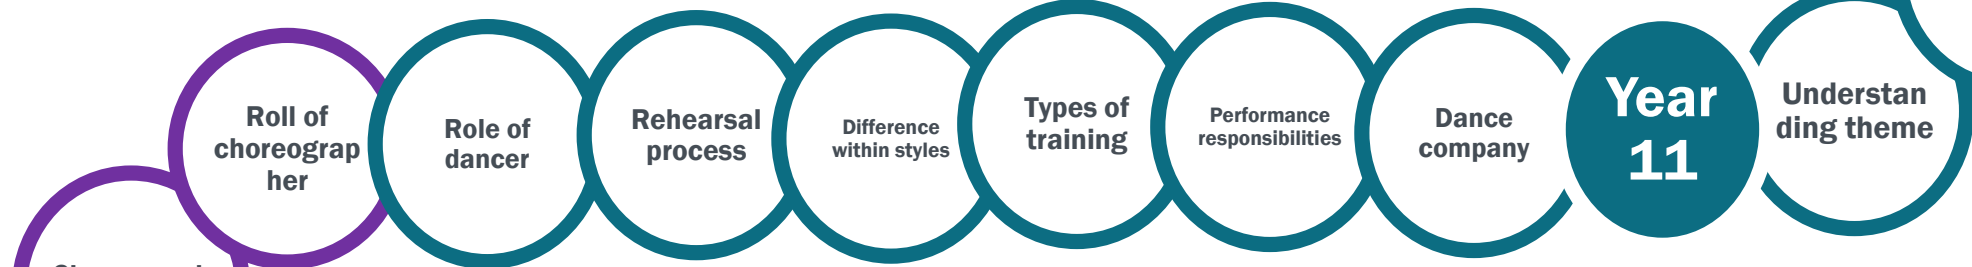 Roll of
choreograp
her
Role of
dancer
Rehearsal
process
Difference
within styles
Types of
training
Performance
responsibilities
Dance
company
Year
11
Understan
ding theme